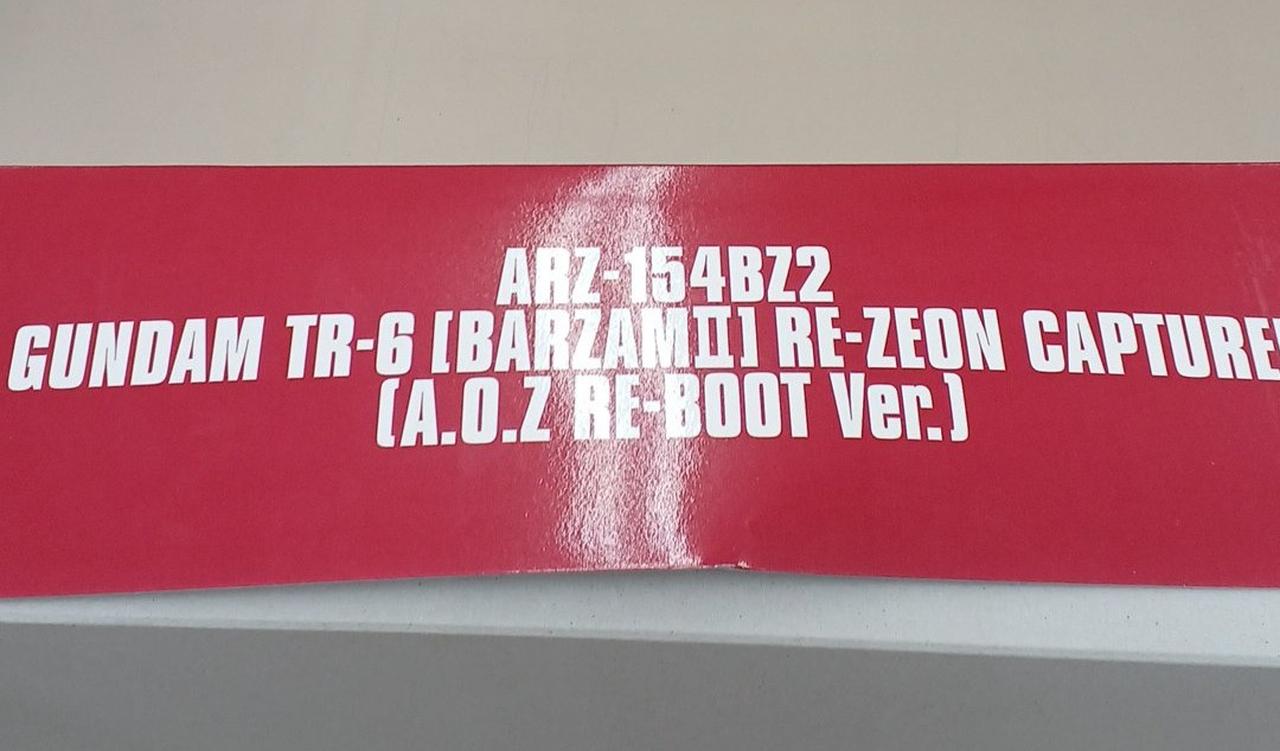 ARZ-154BZ2
GUNDAM TR-6 [BARZAMⅡ] RE-ZEON CAPTURE
(A.O.Z RE-BOOT Ver.)